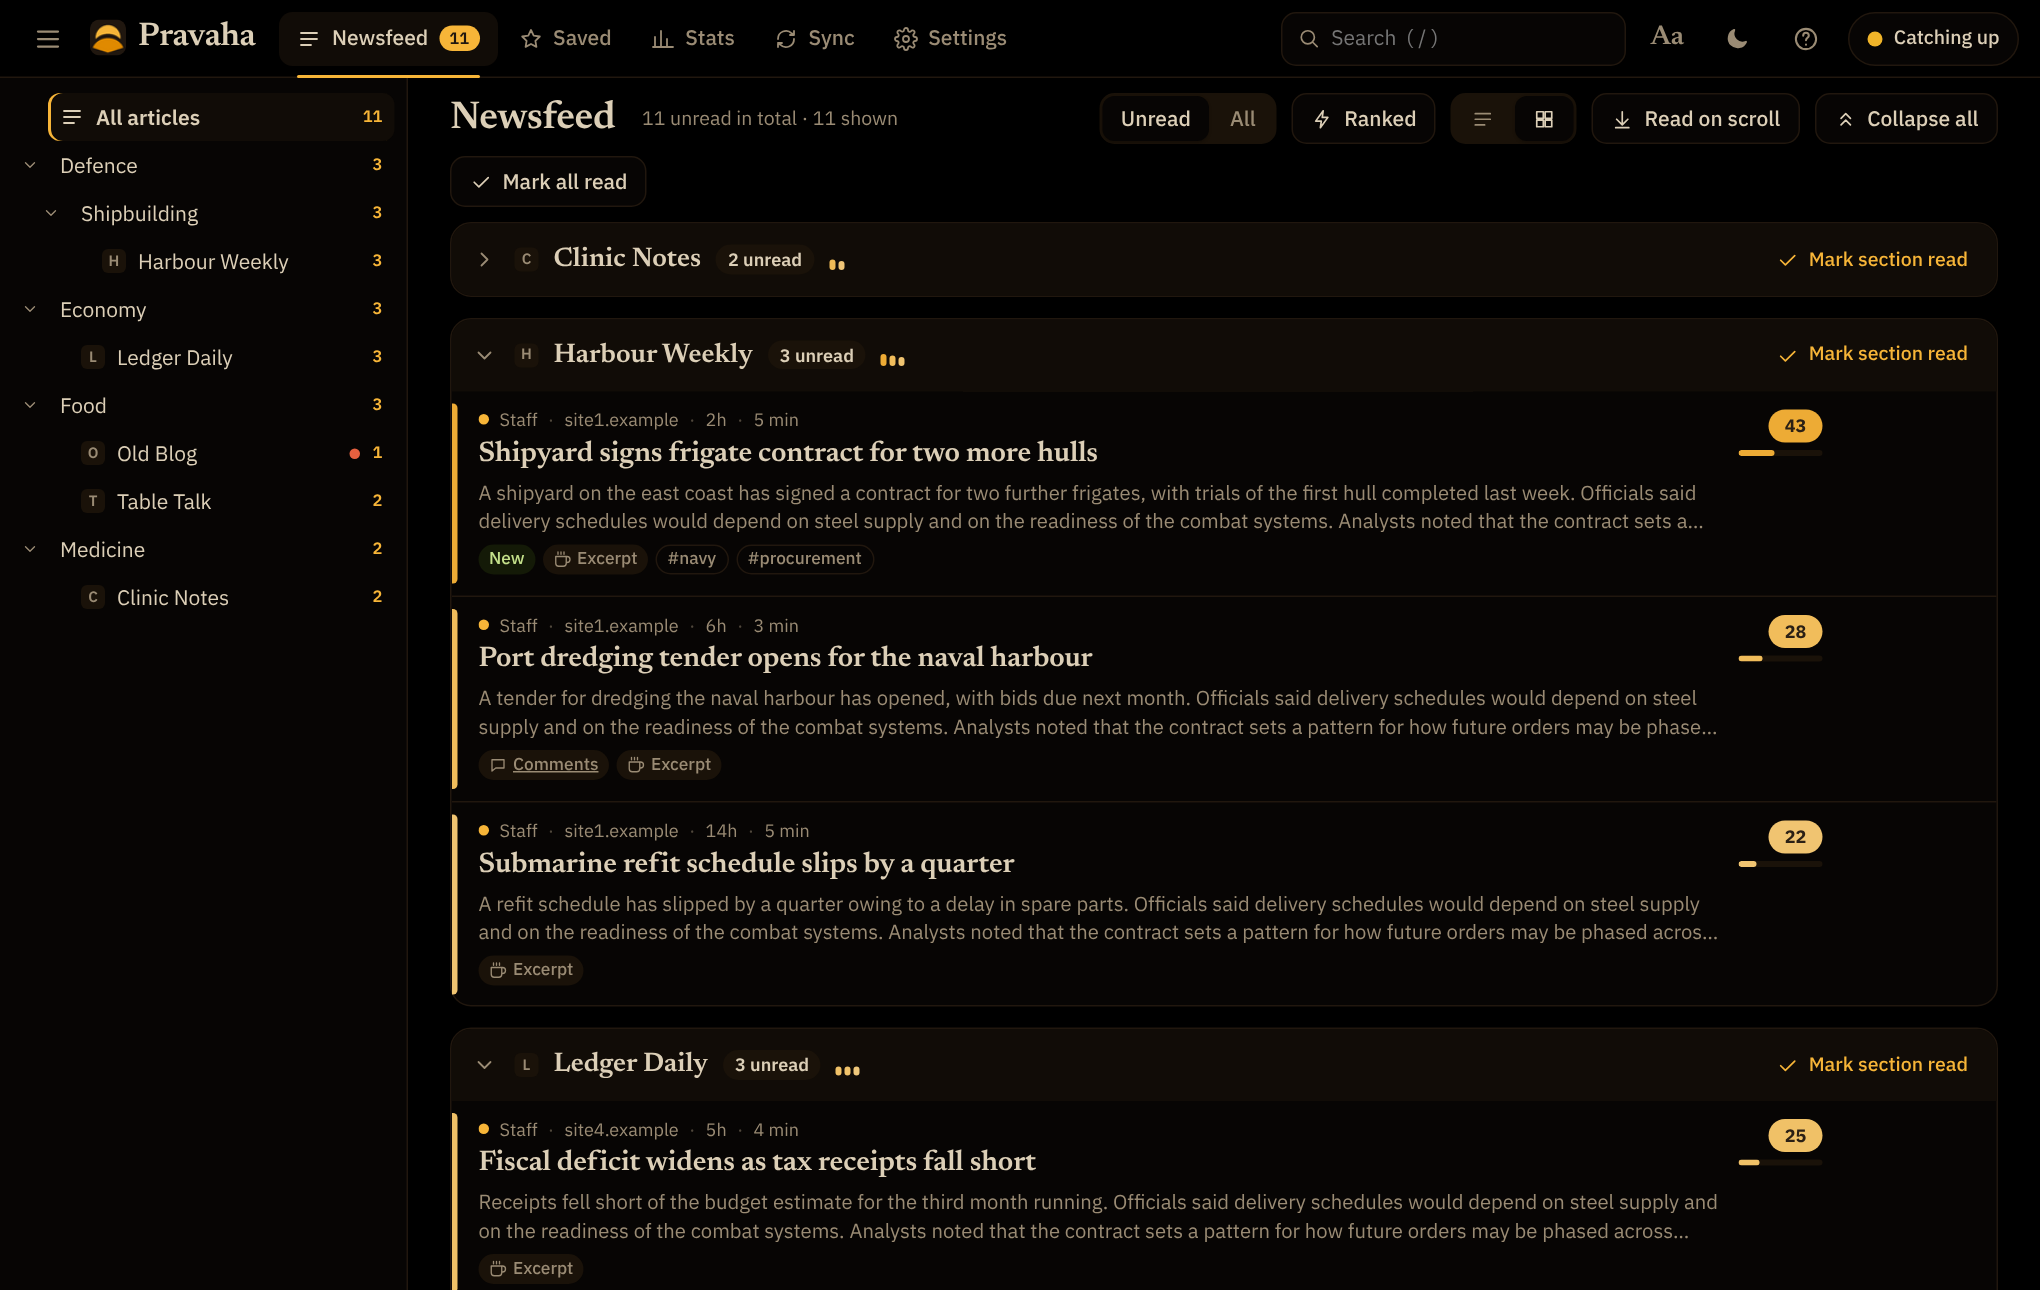 Pravaha
Newsfeed 11
Saved
Stats
Sync
Settings
Search (/)
Aa
Catching up
All articles 11
Defence 3
Shipbuilding 3
H Harbour Weekly 3
Economy 3
L Ledger Daily 3
Food 3
O Old Blog 1
T Table Talk 2
Medicine 2
C Clinic Notes 2
Newsfeed 11 unread in total · 11 shown
Unread All
Ranked
Read on scroll
Collapse all
Mark all read
C Clinic Notes 2 unread Mark section read
H Harbour Weekly 3 unread Mark section read
Staff · site1.example · 2h · 5 min
43
Shipyard signs frigate contract for two more hulls
A shipyard on the east coast has signed a contract for two further frigates, with trials of the first hull completed last week. Officials said
delivery schedules would depend on steel supply and on the readiness of the combat systems. Analysts noted that the contract sets a...
New Excerpt #navy #procurement
Staff · site1.example · 6h · 3 min
28
Port dredging tender opens for the naval harbour
A tender for dredging the naval harbour has opened, with bids due next month. Officials said delivery schedules would depend on steel
supply and on the readiness of the combat systems. Analysts noted that the contract sets a pattern for how future orders may be phase...
Comments Excerpt
Staff · site1.example · 14h · 5 min
22
Submarine refit schedule slips by a quarter
A refit schedule has slipped by a quarter owing to a delay in spare parts. Officials said delivery schedules would depend on steel supply
and on the readiness of the combat systems. Analysts noted that the contract sets a pattern for how future orders may be phased acros...
Excerpt
L Ledger Daily 3 unread Mark section read
Staff · site4.example · 5h · 4 min
25
Fiscal deficit widens as tax receipts fall short
Receipts fell short of the budget estimate for the third month running. Officials said delivery schedules would depend on steel supply and
on the readiness of the combat systems. Analysts noted that the contract sets a pattern for how future orders may be phased across...
Excerpt